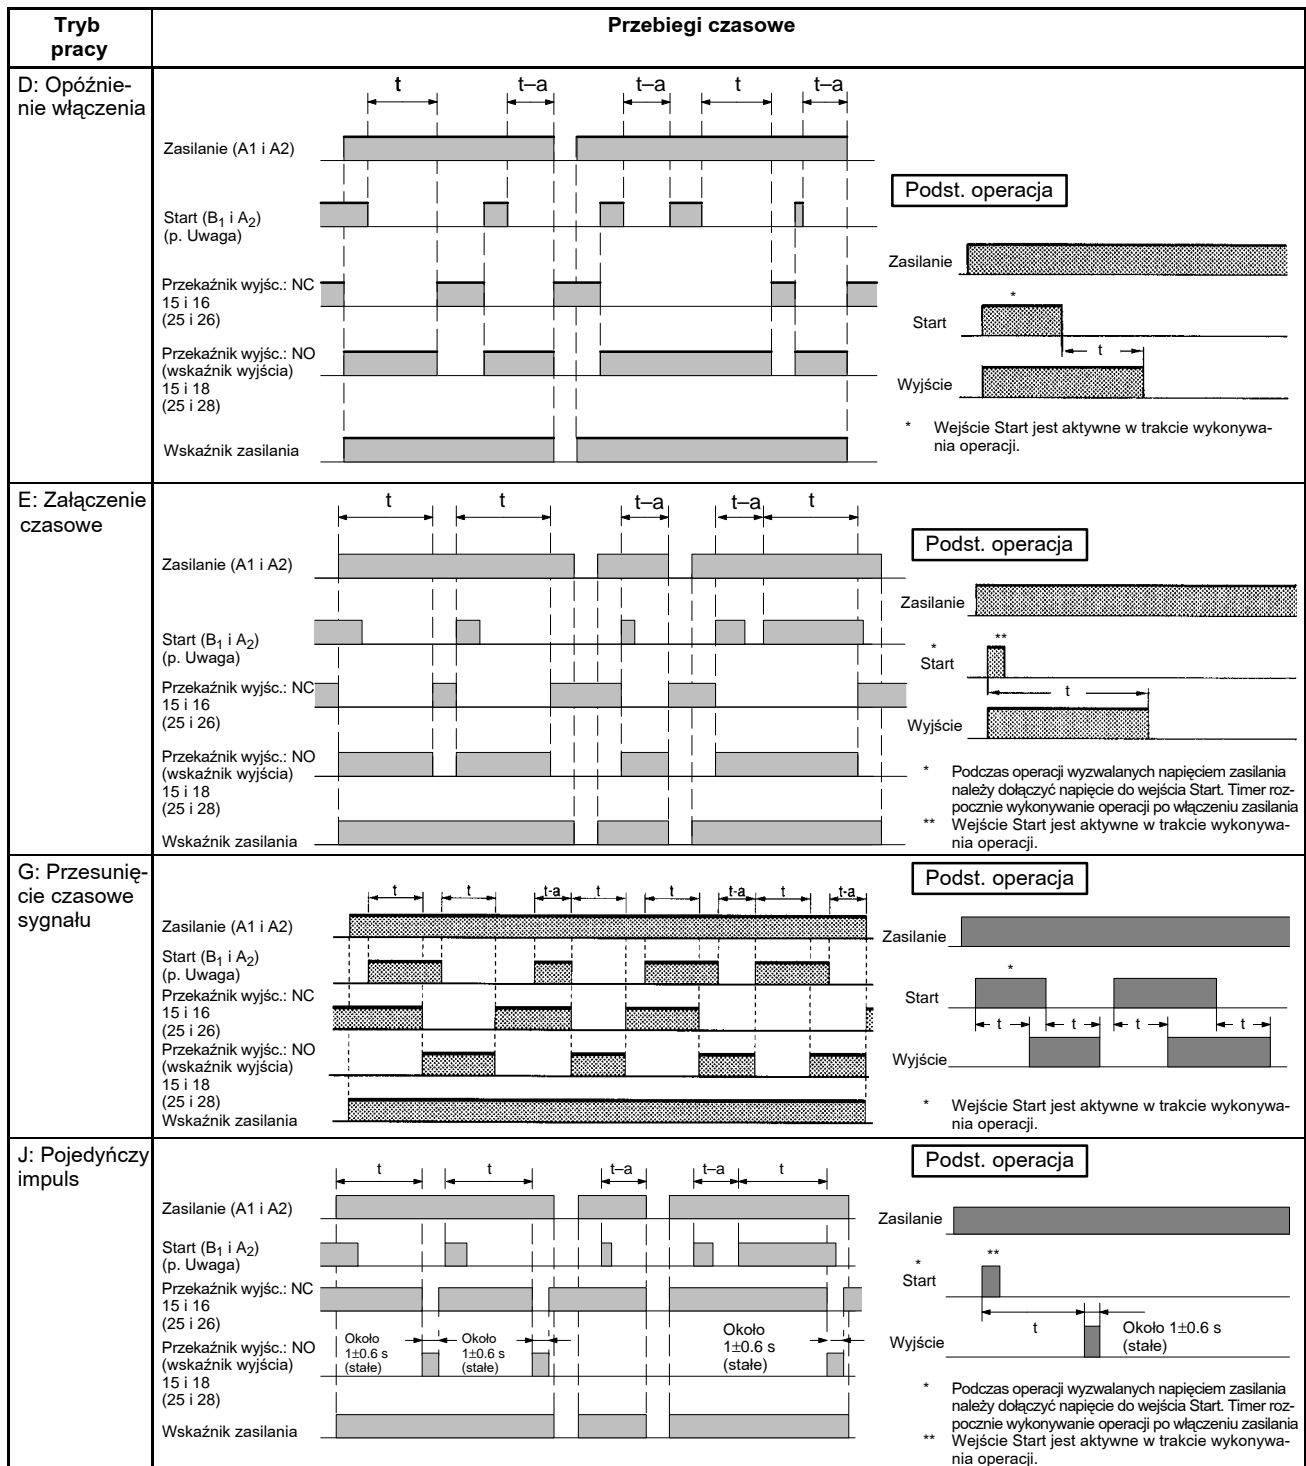 Tryb
pracy
Przebiegi czasowe
D: Opóźnie-
nie włączenia
t
t–a
t–a
t
t–a
Zasilanie (A1 i A2)
Start (B1 i A2)
(p. Uwaga)
Przekaźnik wyjśc.: NC
15 i 16
(25 i 26)
Przekaźnik wyjśc.: NO
(wskaźnik wyjścia)
15 i 18
(25 i 28)
Wskaźnik zasilania
Podst. operacja
Zasilanie
*
Start
t
Wyjście
* Wejście Start jest aktywne w trakcie wykonywa-
nia operacji.
E: Załączenie
czasowe
t
t
t–a
t–a
t
Zasilanie (A1 i A2)
Start (B1 i A2)
(p. Uwaga)
Przekaźnik wyjśc.: NC
15 i 16
(25 i 26)
Przekaźnik wyjśc.: NO
(wskaźnik wyjścia)
15 i 18
(25 i 28)
Wskaźnik zasilania
Podst. operacja
Zasilanie
**
*
Start
t
Wyjście
* Podczas operacji wyzwalanych napięciem zasilania
należy dołączyć napięcie do wejścia Start. Timer roz-
pocznie wykonywanie operacji po włączeniu zasilania
** Wejście Start jest aktywne w trakcie wykonywa-
nia operacji.
G: Przesunię-
cie czasowe
sygnału
t
t
t-a
t
t
t-a
t
t-a
Zasilanie (A1 i A2)
Start (B1 i A2)
(p. Uwaga)
Przekaźnik wyjśc.: NC
15 i 16
(25 i 26)
Przekaźnik wyjśc.: NO
(wskaźnik wyjścia)
15 i 18
(25 i 28)
Wskaźnik zasilania
Podst. operacja
Zasilanie
*
Start
t
t
t
t
Wyjście
* Wejście Start jest aktywne w trakcie wykonywa-
nia operacji.
J: Pojedyńczy
impuls
t
t
t–a
t–a
t
Zasilanie (A1 i A2)
Start (B1 i A2)
(p. Uwaga)
Przekaźnik wyjśc.: NC
15 i 16
(25 i 26)
Przekaźnik wyjśc.: NO
(wskaźnik wyjścia)
15 i 18
(25 i 28)
Około
1±0.6 s
(stałe)
Około
1±0.6 s
(stałe)
Około
1±0.6 s
(stałe)
Wskaźnik zasilania
Podst. operacja
Zasilanie
**
*
Start
t
Około
1±0.6 s
(stałe)
Wyjście
* Podczas operacji wyzwalanych napięciem zasilania
należy dołączyć napięcie do wejścia Start. Timer roz-
pocznie wykonywanie operacji po włączeniu zasilania
** Wejście Start jest aktywne w trakcie wykonywa-
nia operacji.